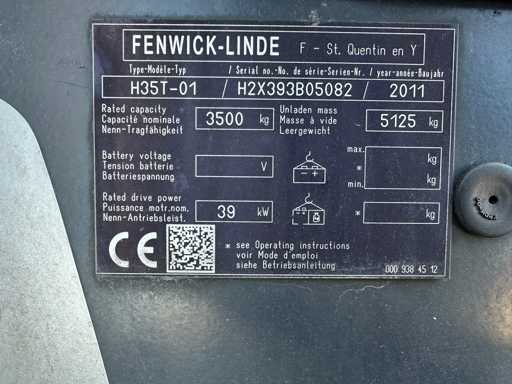 FENWICK-LINDE F - St. Quentin en Y
Type-Modèle-Typ / Serial no.-No. de série-Serien-Nr. / year-année-Baujahr
H35T-01 / H2X393B05082 / 2011
Rated capacity
Capacité nominale
Nenn-Tragfähigkeit
3500 kg
Unladen mass
Masse à vide
Leergewicht
5125 kg
Battery voltage
Tension batterie
Batteriespannung
V
- +
max.
*
min.
kg
kg
Rated drive power
Puissance motr.nom.
Nenn-Antriebsleist.
39 kW
* kg
CE
* see Operating instructions
voir Mode d'emploi
siehe Betriebsanleitung
000 938 45 12